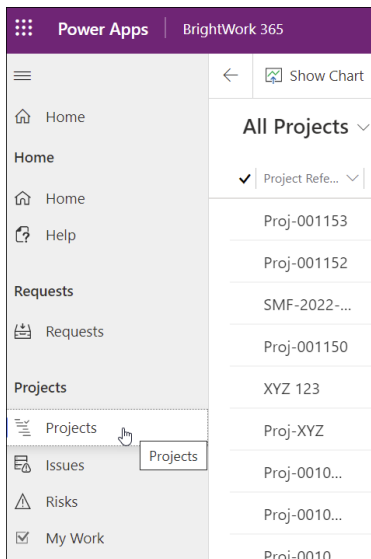 Power Apps BrightWork 365
Show Chart
Home
All Projects
Home
Project Refe...
Home
Proj-001153
Help
Proj-001152
Requests
SMF-2022-...
Requests
Proj-001150
Projects
XYZ 123
Projects
Proj-XYZ
Projects
Issues
Proj-0010...
Risks
Proj-0010...
My Work
Proj-0010